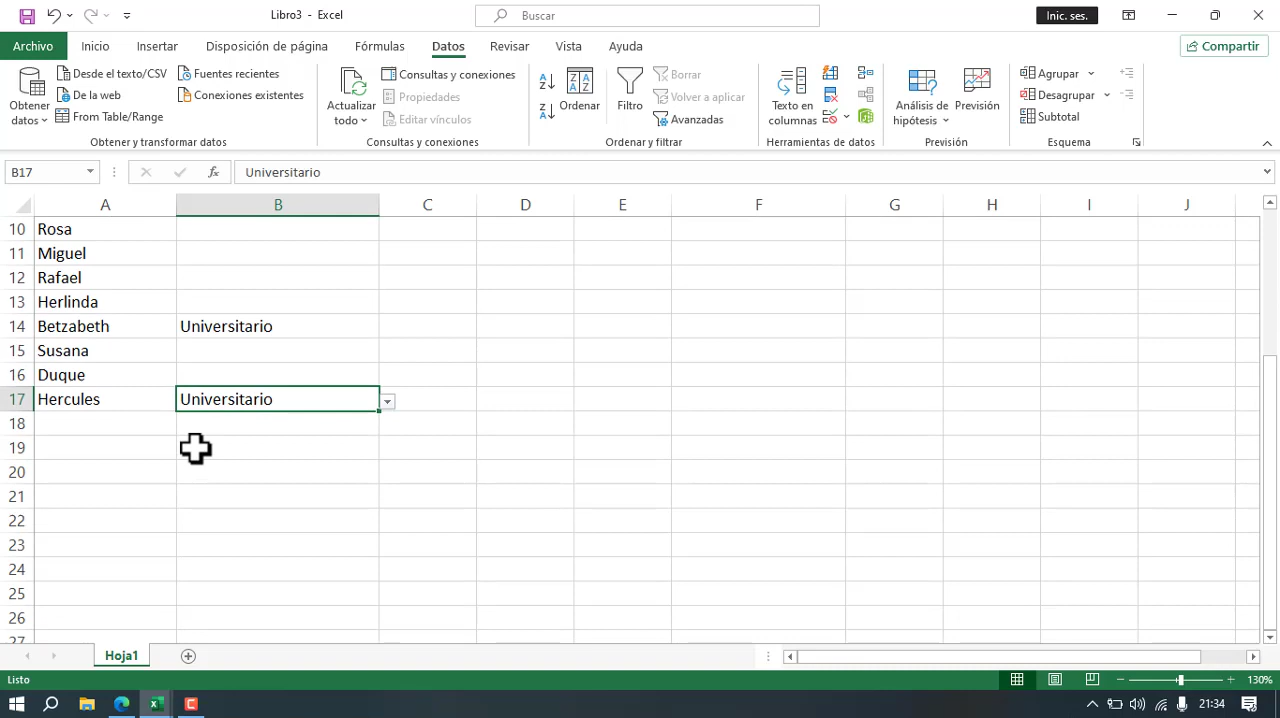 Libro3 - Excel
Buscar
Inic. ses.
Archivo
Inicio
Insertar
Disposición de página
Fórmulas
Datos
Revisar
Vista
Ayuda
Compartir
Obtener datos
Desde el texto/CSV
De la web
From Table/Range
Fuentes recientes
Conexiones existentes
Obtener y transformar datos
Actualizar todo
Consultas y conexiones
Propiedades
Editar vínculos
Consultas y conexiones
Ordenar
Filtro
Borrar
Volver a aplicar
Avanzadas
Ordenar y filtrar
Texto en columnas
Herramientas de datos
Análisis de hipótesis
Previsión
Previsión
Agrupar
Desagrupar
Subtotal
Esquema
B17
fx
Universitario
A B C D E F G H I J
10 Rosa
11 Miguel
12 Rafael
13 Herlinda
14 Betzabeth Universitario
15 Susana
16 Duque
17 Hercules Universitario
18
19
20
21
22
23
24
25
26
27
Hoja1
Listo
130%
21:34